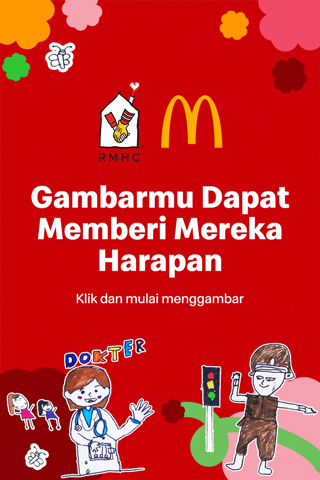 RMHC
Gambarmu Dapat
Memberi Mereka
Harapan
Klik dan mulai menggambar
DOKTER